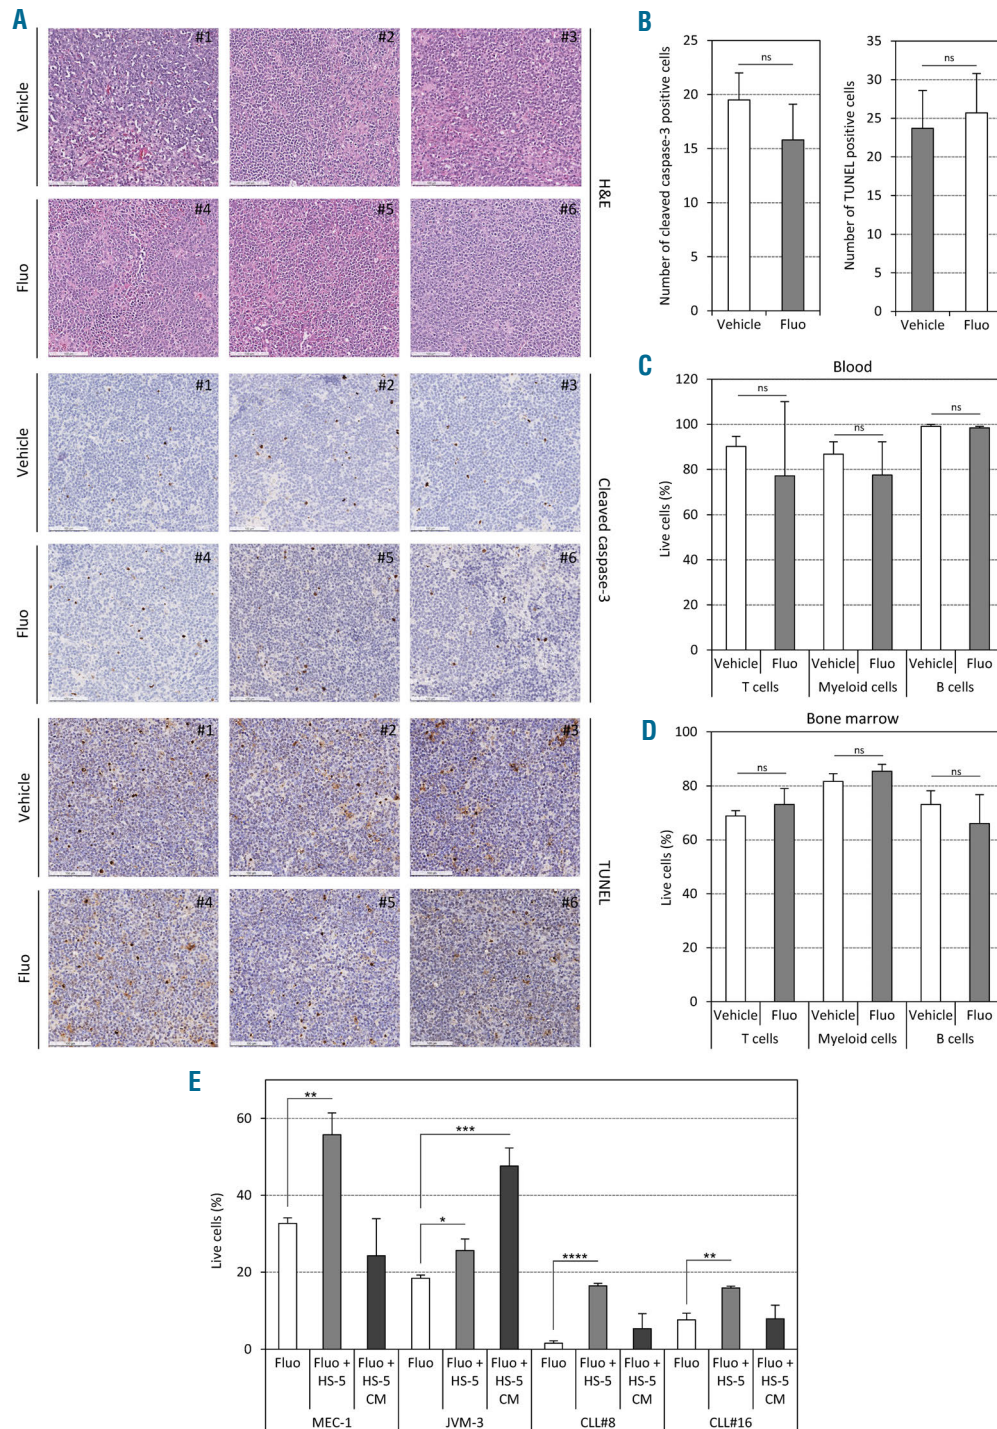 A
Vehicle
#1
#2
#3
Fluo
#4
#5
#6
H&E
Vehicle
#1
#2
#3
Fluo
#4
#5
#6
Cleaved caspase-3
Vehicle
#1
#2
#3
Fluo
#4
#5
#6
TUNEL
B
Number of cleaved caspase-3 positive cells
25
20
15
10
5
0
ns
Vehicle Fluo
Number of TUNEL positive cells
35
30
25
20
15
10
5
0
ns
Vehicle Fluo
C
Blood
Live cells (%)
120
100
80
60
40
20
0
ns ns ns
Vehicle Fluo Vehicle Fluo Vehicle Fluo
T cells Myeloid cells B cells
D
Bone marrow
Live cells (%)
100
80
60
40
20
0
ns ns ns
Vehicle Fluo Vehicle Fluo Vehicle Fluo
T cells Myeloid cells B cells
E
Live cells (%)
60
40
20
0
** * *** **** **
Fluo Fluo + HS-5 Fluo + HS-5 CM Fluo Fluo + HS-5 Fluo + HS-5 CM Fluo Fluo + HS-5 Fluo + HS-5 CM Fluo Fluo + HS-5 Fluo + HS-5 CM
MEC-1 JVM-3 CLL#8 CLL#16